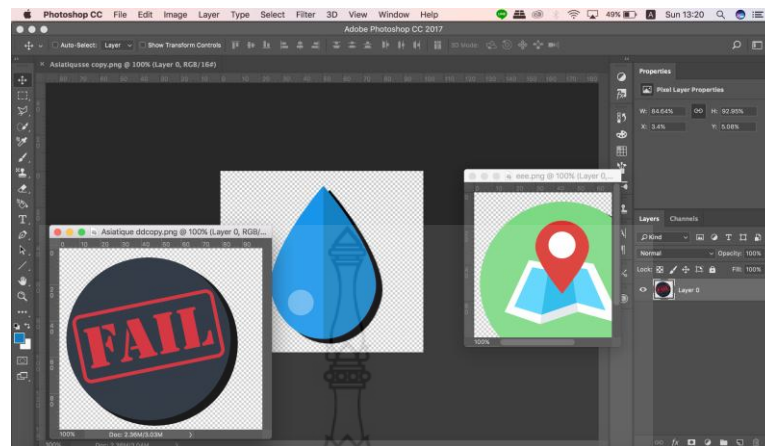 Photoshop CC File Edit Image Layer Type Select Filter 3D View Window Help 49% Sun 13:20
Adobe Photoshop CC 2017
Auto-Select: Layer Show Transform Controls 3D Mode:
Asiatiqusse copy.png @ 100% (Layer 0, RGB/16#)
Properties
Pixel Layer Properties
W: 84.64% H: 92.95%
X: 3.4% Y: 5.08%
eee.png @ 100% (Layer 0,...
Asiatique ddcopy.png @ 100% (Layer 0, RGB/...
FAIL
100% Doc: 2.36M/3.03M
100%
Layers Channels
Kind
Normal Opacity: 100%
Lock: Fill: 100%
Layer 0
100%